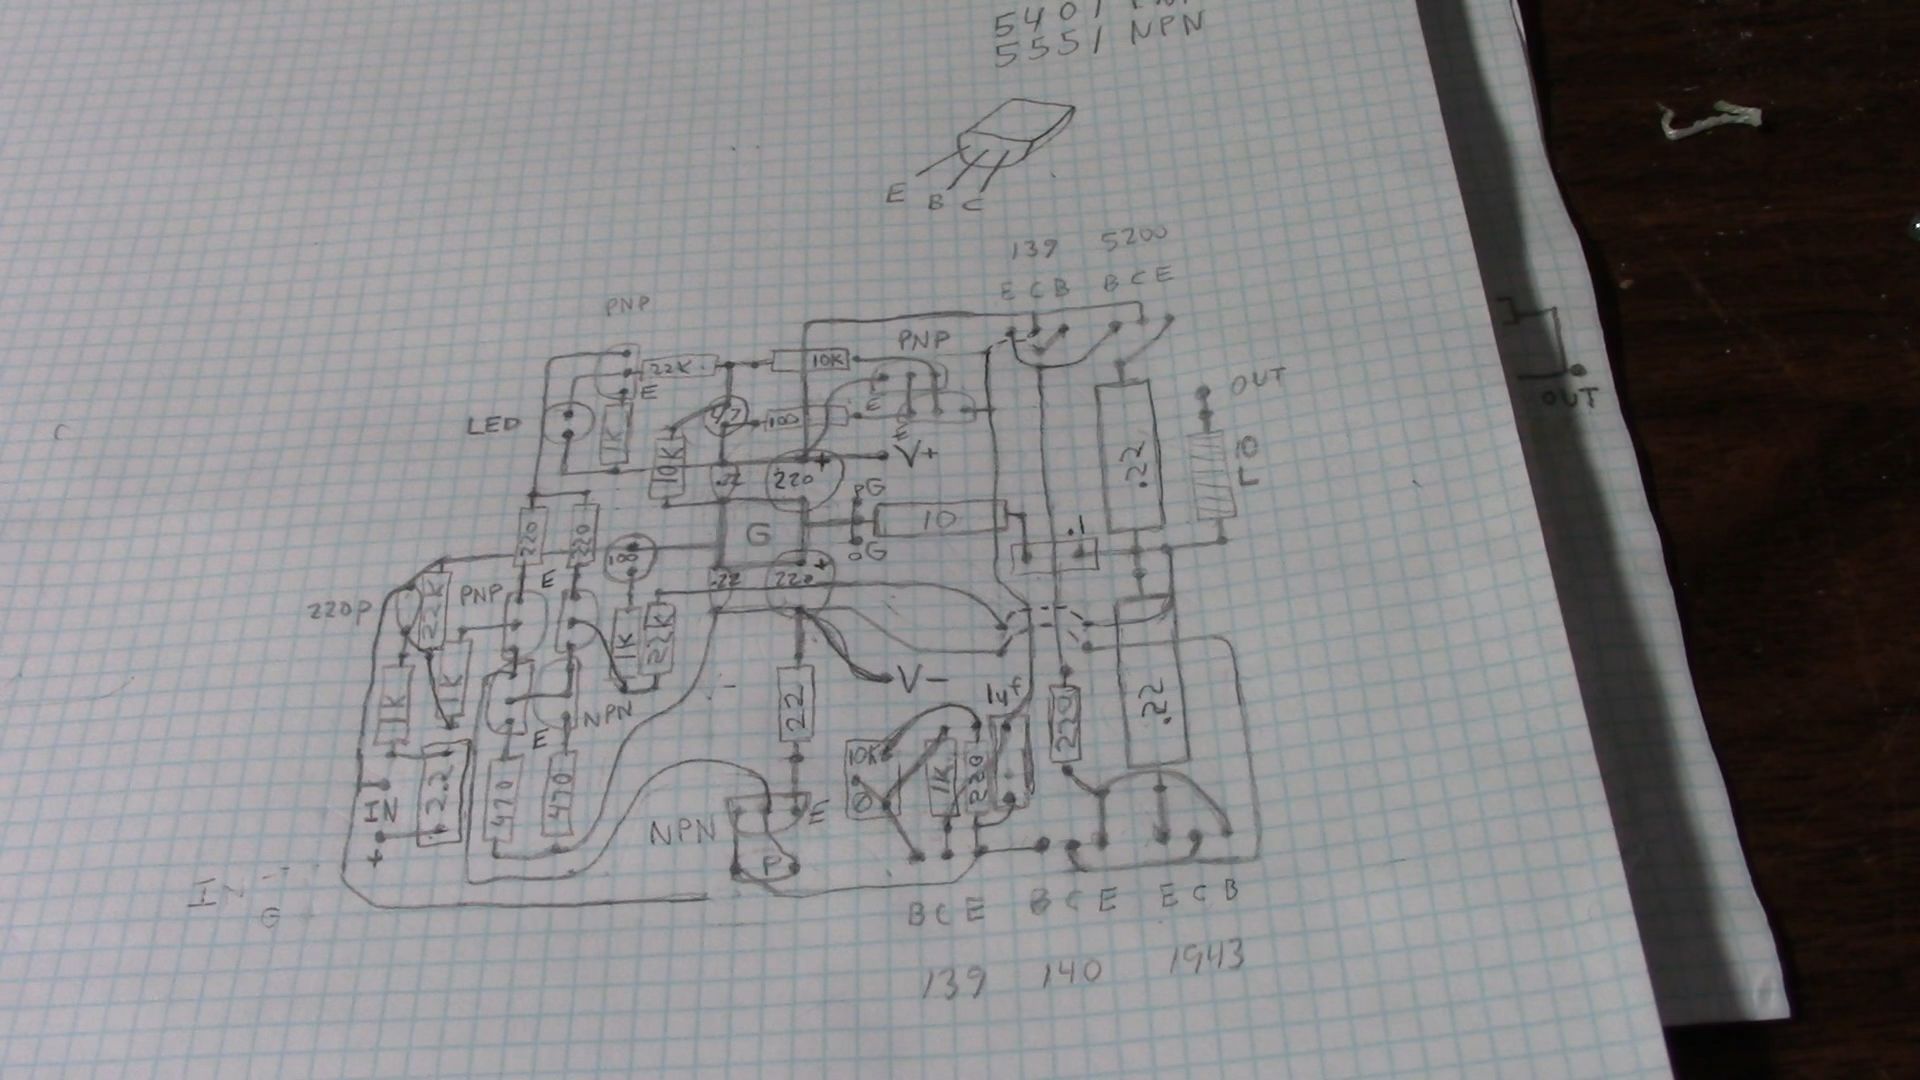 5401 PNP
5551 NPN
E B C
139 5200
E C B B C E
PNP
PNP
22K
10K
E
E
LED
1K
47
100
10K
V+
OUT
OUT
.22
220
.22
10
G
10
G
G
.1
220
220
100
.22
220
220P
22K
PNP
E
1K
22K
1K
1K
NPN
E
V-
22
1uf
220
.22
10K
1K
220
IN
2.2
470
470
+
NPN
E
P
IN -
G
B C E B C E E C B
139 140 1943